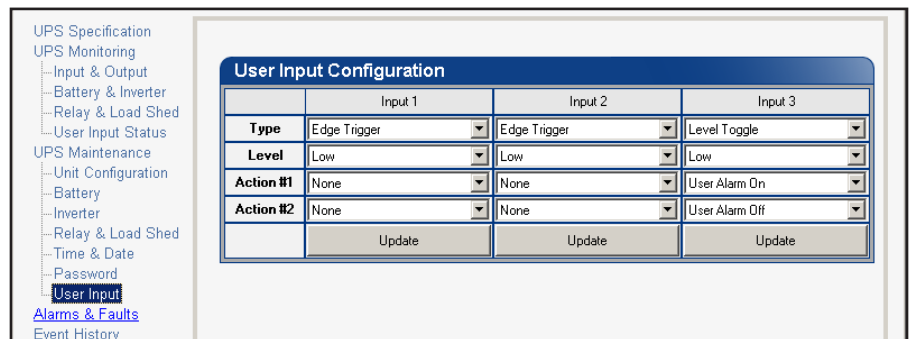 UPS Specification
UPS Monitoring
Input & Output
Battery & Inverter
Relay & Load Shed
User Input Status
UPS Maintenance
Unit Configuration
Battery
Inverter
Relay & Load Shed
Time & Date
Password
User Input
Alarms & Faults
Event History
User Input Configuration
Input 1 Input 2 Input 3
Type Edge Trigger Edge Trigger Level Toggle
Level Low Low Low
Action #1 None None User Alarm On
Action #2 None None User Alarm Off
Update Update Update